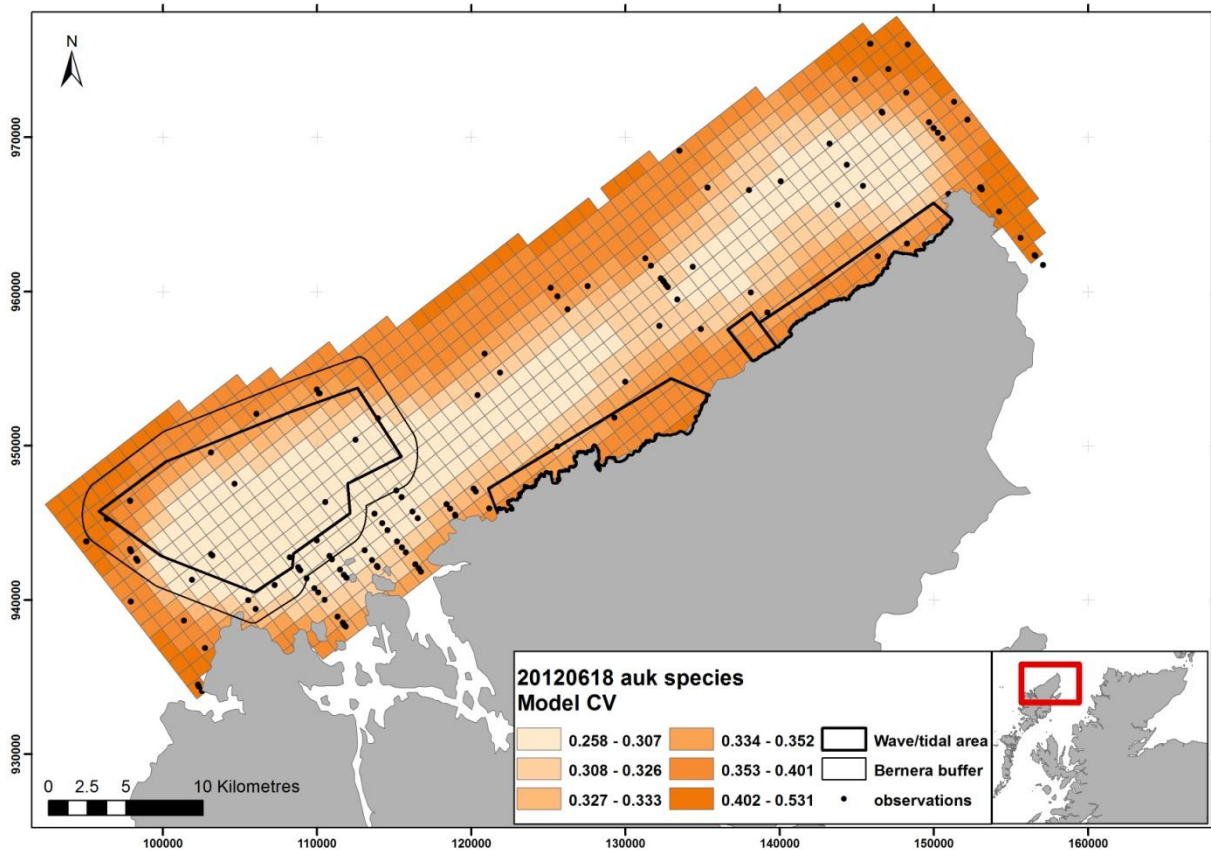 N
970000
960000
950000
940000
930000
20120618 auk species
Model CV
0.258 - 0.307
0.334 - 0.352
Wave/tidal area
0.308 - 0.326
0.353 - 0.401
Bernera buffer
0.327 - 0.333
0.402 - 0.531
observations
0 2.5 5 10 Kilometres
100000 110000 120000 130000 140000 150000 160000